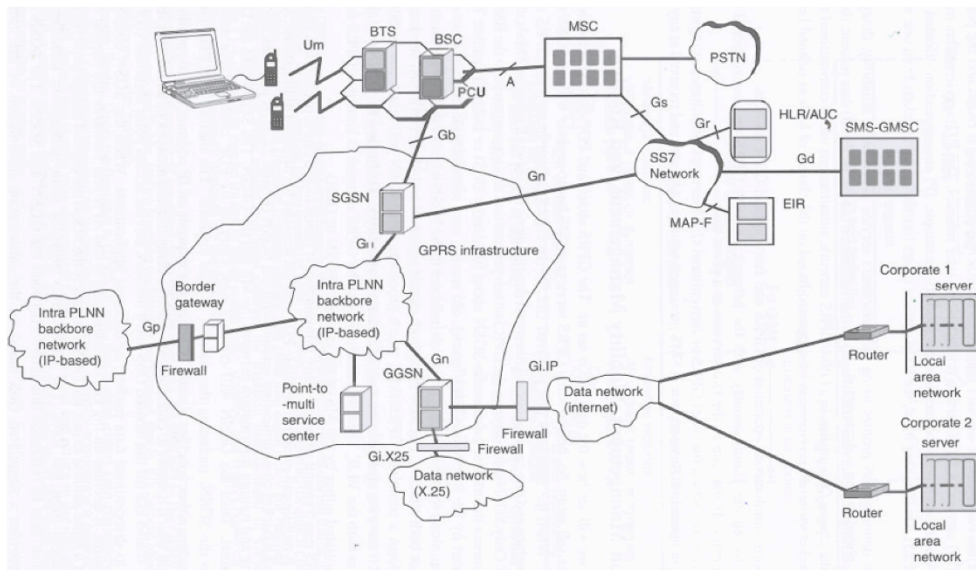 Um
BTS
BSC
PCU
A
MSC
PSTN
Gs
Gr
HLR/AUC
SMS-GMSC
Gd
SS7
Network
MAP-F
EIR
Gb
SGSN
Gn
GPRS infrastructure
Intra PLNN
backbore
network
(IP-based)
Gp
Border
gateway
Firewall
Intra PLNN
backbore
network
(IP-based)
Gn
Point-to
-multi
service
center
GGSN
Gi.IP
Firewall
Data network
(internet)
Gi.X25
Firewall
Data network
(X.25)
Corporate 1
server
Router
Local
area
network
Corporate 2
server
Router
Local
area
network